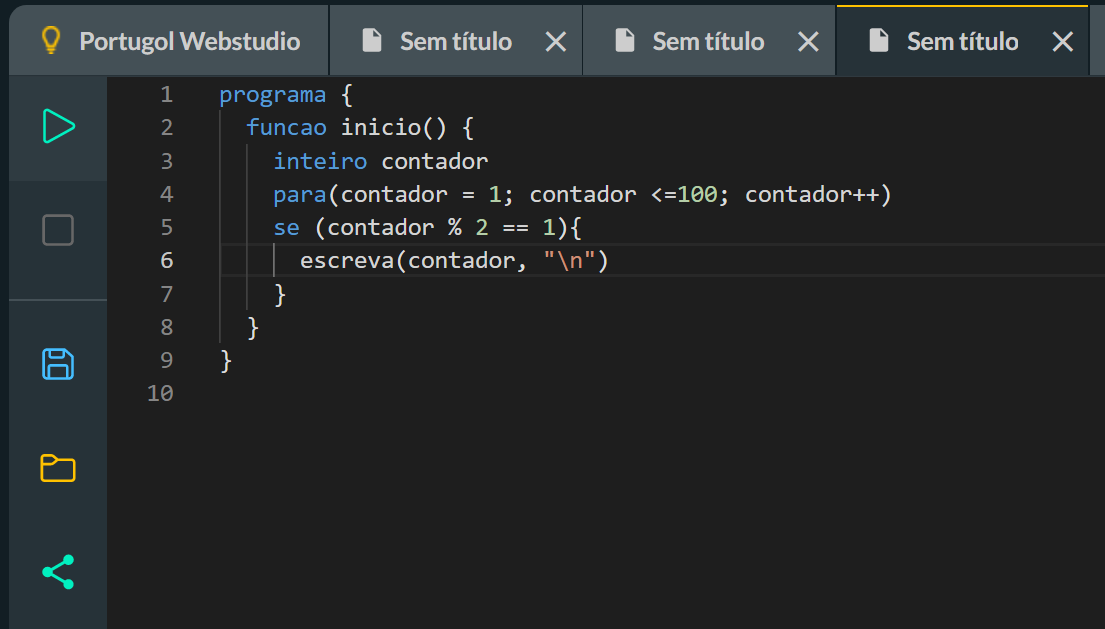 Portugol Webstudio Sem título Sem título Sem título
1 programa {
2 funcao inicio() {
3 inteiro contador
4 para(contador = 1; contador <=100; contador++)
5 se (contador % 2 == 1){
6 escreva(contador, "\n")
7 }
8 }
9 }
10